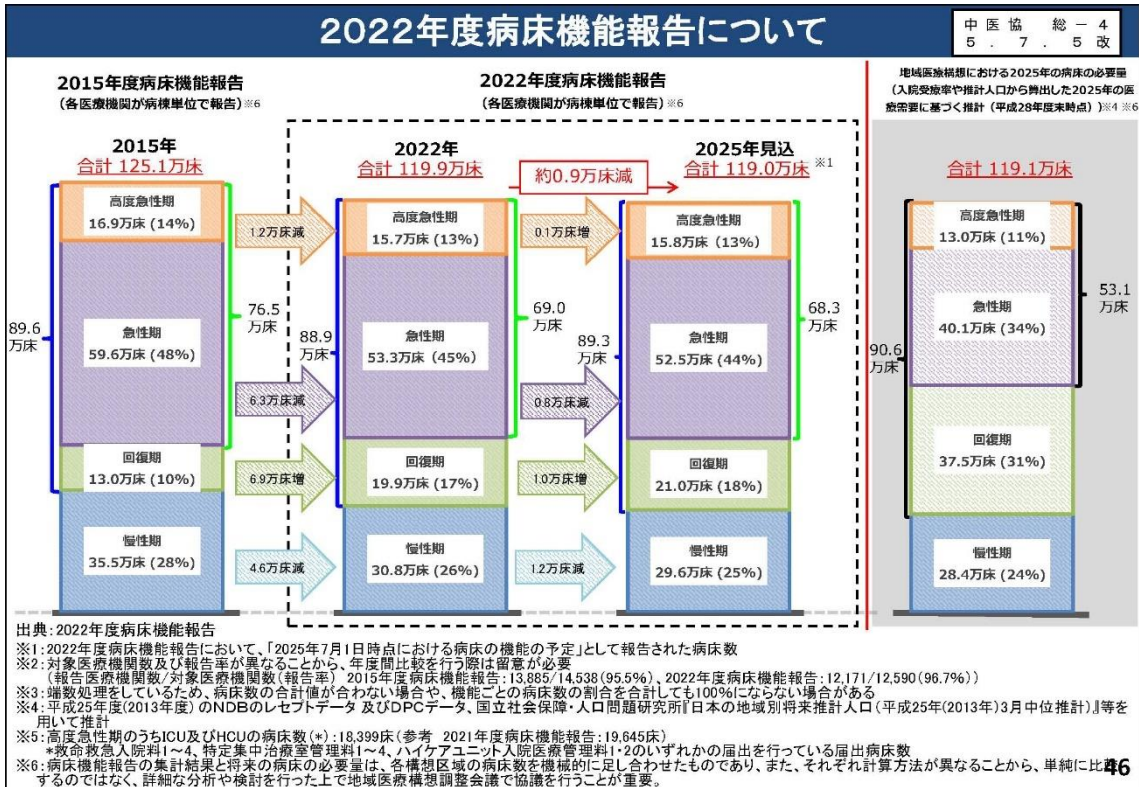 2022年度病床機能報告について
中医協 総－4
5．7．5改
2015年度病床機能報告
(各医療機関が病棟単位で報告)※6
2015年
合計 125.1万床
高度急性期
16.9万床 (14%)
急性期
59.6万床 (48%)
回復期
13.0万床 (10%)
慢性期
35.5万床 (28%)
89.6
万床
76.5
万床
1.2万床減
6.3万床減
6.9万床増
4.6万床減
2022年度病床機能報告
(各医療機関が病棟単位で報告)※6
2022年
合計 119.9万床
高度急性期
15.7万床 (13%)
急性期
53.3万床 (45%)
回復期
19.9万床 (17%)
慢性期
30.8万床 (26%)
88.9
万床
69.0
万床
約0.9万床減
0.1万床増
0.8万床減
1.0万床増
1.2万床減
2025年見込
合計 119.0万床 ※1
高度急性期
15.8万床 (13%)
急性期
52.5万床 (44%)
回復期
21.0万床 (18%)
慢性期
29.6万床 (25%)
89.3
万床
68.3
万床
地域医療構想における2025年の病床の必要量
(入院受療率や推計人口から算出した2025年の医
療需要に基づく推計（平成28年度末時点）)※4 ※6
合計 119.1万床
高度急性期
13.0万床 (11%)
急性期
40.1万床 (34%)
回復期
37.5万床 (31%)
慢性期
28.4万床 (24%)
90.6
万床
53.1
万床
出典：2022年度病床機能報告
※1：2022年度病床機能報告において、「2025年7月1日時点における病床の機能の予定」として報告された病床数
※2：対象医療機関数及び報告率が異なることから、年度間比較を行う際は留意が必要
（報告医療機関数/対象医療機関数（報告率） 2015年度病床機能報告：13,885/14,538(95.5%)、2022年度病床機能報告：12,171/12,590(96.7%)）
※3：端数処理をしているため、病床数の合計値が合わない場合や、機能ごとの病床数の割合を合計しても100％にならない場合がある
※4：平成25年度(2013年度)のNDBのレセプトデータ 及びDPCデータ、国立社会保障・人口問題研究所『日本の地域別将来推計人口（平成25年(2013年)3月中位推計）』等を
用いて推計
※5：高度急性期のうちICU及びHCUの病床数(＊)：18,399床（参考 2021年度病床機能報告：19,645床）
＊救命救急入院料1～4、特定集中治療室管理料1～4、ハイケアユニット入院医療管理料1・2のいずれかの届出を行っている届出病床数
※6：病床機能報告の集計結果と将来の病床の必要量は、各構想区域の病床数を機械的に足し合わせたものであり、また、それぞれ計算方法が異なることから、単純に比
するのではなく、詳細な分析や検討を行った上で地域医療構想調整会議で協議を行うことが重要。
46